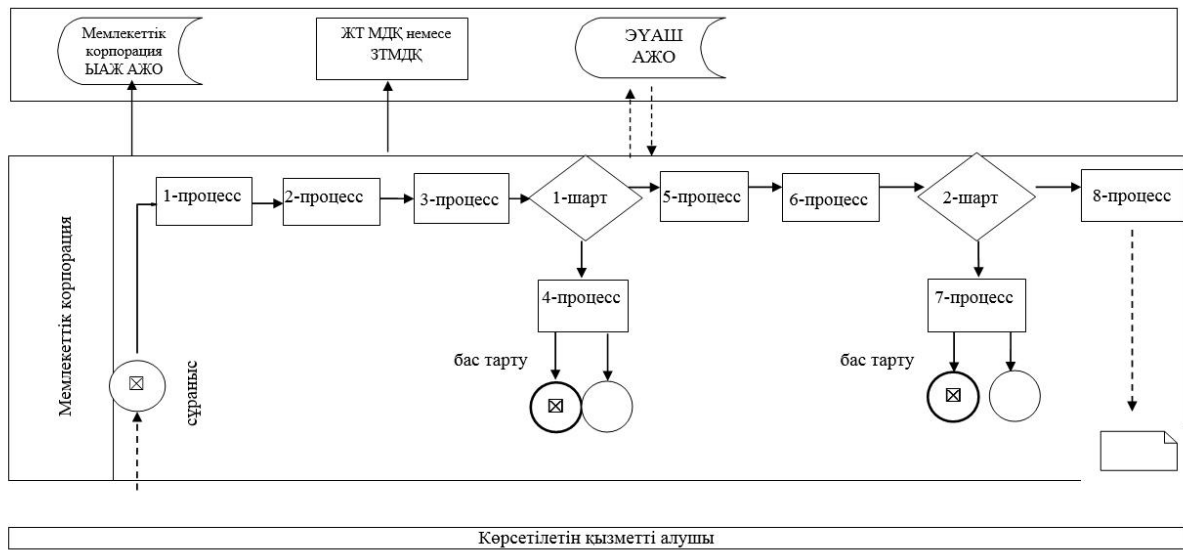 Мемлекеттік
корпорация
ЫАЖ АЖО
ЖТ МДҚ немесе
ЗТМДҚ
ЭҮАШ
АЖО
Мемлекеттік корпорация
1-процесс
2-процесс
3-процесс
1-шарт
5-процесс
6-процесс
2-шарт
8-процесс
4-процесс
7-процесс
бас тарту
бас тарту
сұраныс
Көрсетілетін қызметті алушы